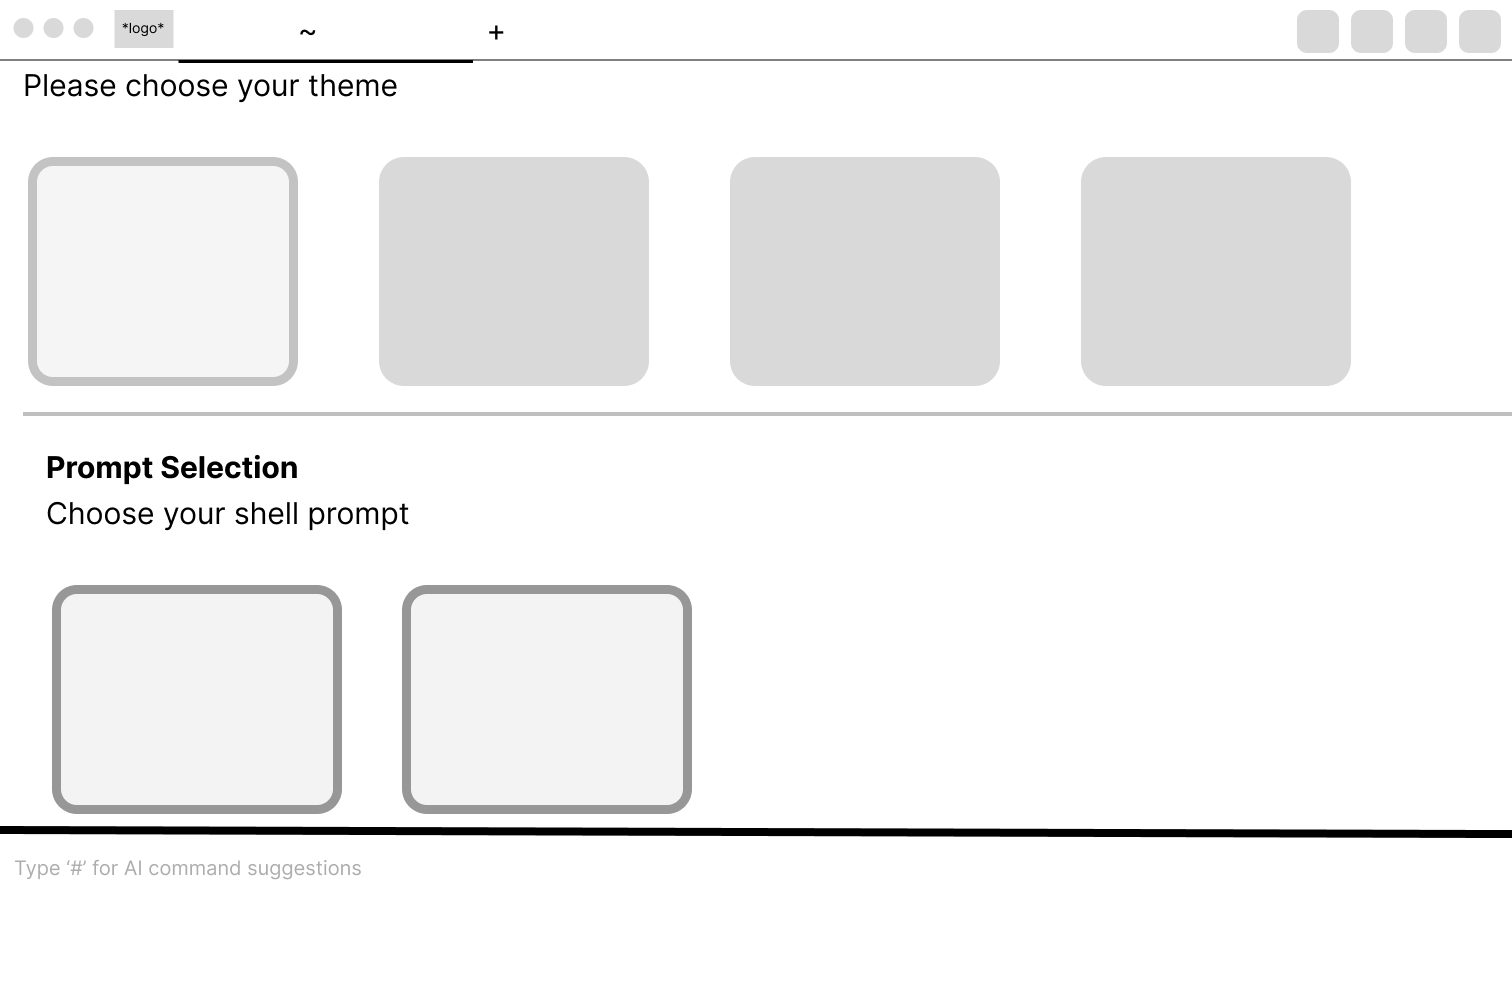 *logo*
~
+
Please choose your theme
Prompt Selection
Choose your shell prompt
Type ‘#’ for AI command suggestions